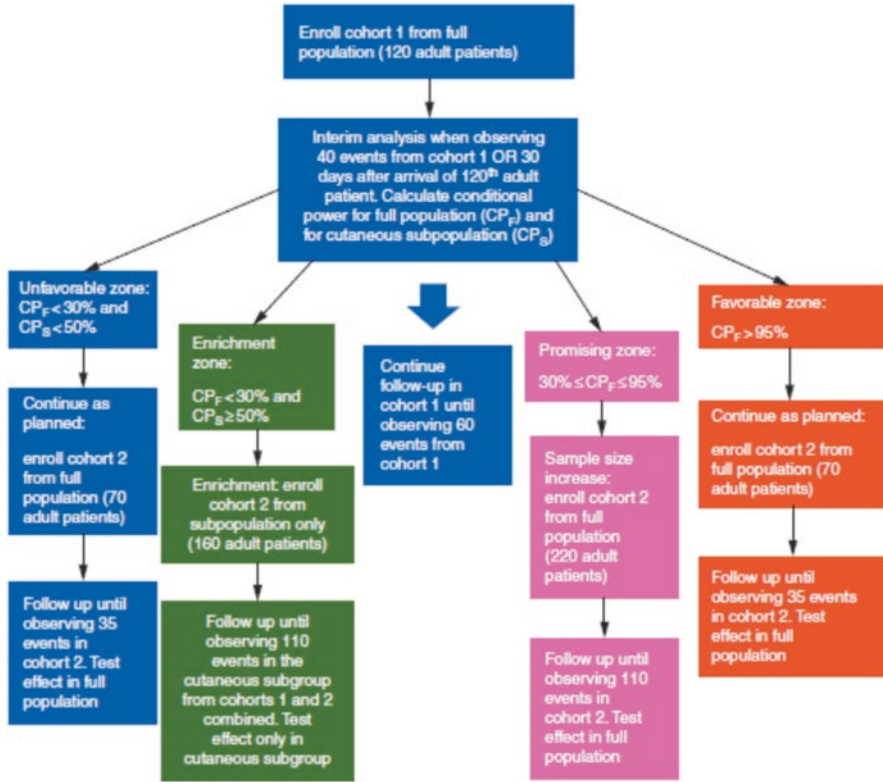 Enroll cohort 1 from full
population (120 adult patients)
Interim analysis when observing
40 events from cohort 1 OR 30
days after arrival of 120th adult
patient. Calculate conditional
power for full population (CPF) and
for cutaneous subpopulation (CPS)
Unfavorable zone:
CPF<30% and
CPS<50%
Continue as
planned:
enroll cohort 2
from full
population (70
adult patients)
Follow up until
observing 35
events in
cohort 2. Test
effect in full
population
Enrichment
zone:
CPF<30% and
CPS≥50%
Enrichment: enroll
cohort 2 from
subpopulation only
(160 adult patients)
Follow up until
observing 110
events in the
cutaneous subgroup
from cohorts 1 and 2
combined. Test
effect only in
cutaneous subgroup
Continue
follow-up in
cohort 1 until
observing 60
events from
cohort 1
Promising zone:
30%≤CPF≤95%
Sample size
increase:
enroll cohort 2
from full
population
(220 adult
patients)
Follow up until
observing 110
events in
cohort 2. Test
effect in full
population
Favorable zone:
CPF>95%
Continue as planned:
enroll cohort 2 from
full population (70
adult patients)
Follow up until
observing 35 events
in cohort 2. Test
effect in full
population